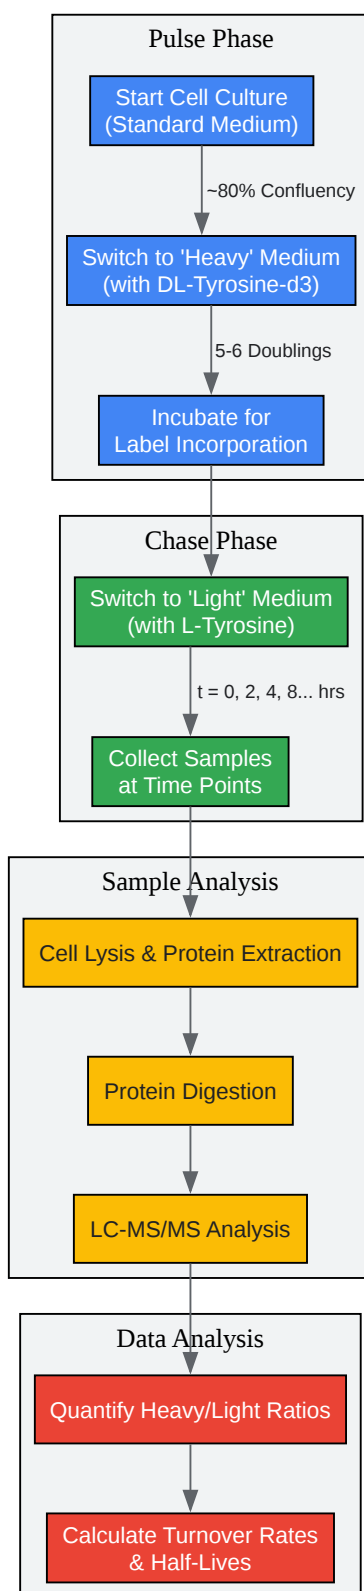 Pulse Phase
Start Cell Culture
(Standard Medium)
~80% Confluency
Switch to 'Heavy' Medium
(with DL-Tyrosine-d3)
5-6 Doublings
Incubate for
Label Incorporation
Chase Phase
Switch to 'Light' Medium
(with L-Tyrosine)
t = 0, 2, 4, 8... hrs
Collect Samples
at Time Points
Sample Analysis
Cell Lysis & Protein Extraction
Protein Digestion
LC-MS/MS Analysis
Data Analysis
Quantify Heavy/Light Ratios
Calculate Turnover Rates
& Half-Lives